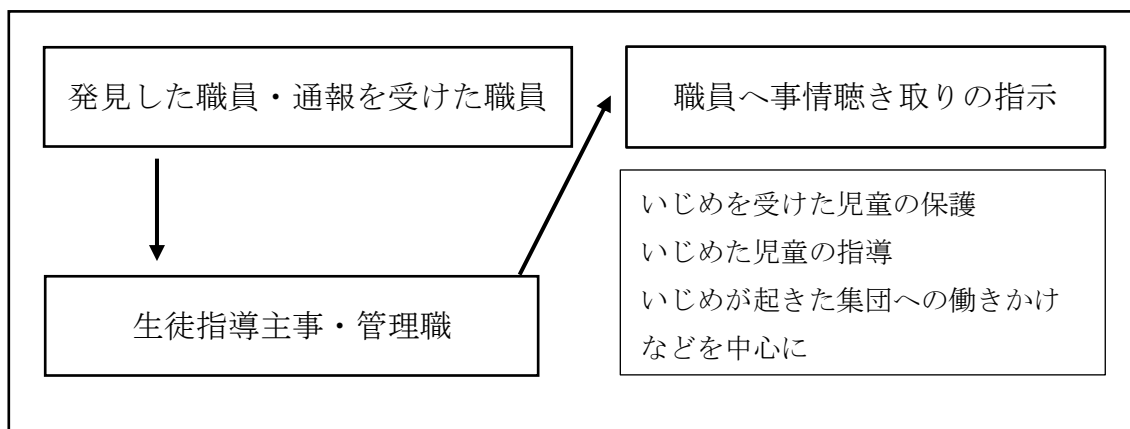 発見した職員・通報を受けた職員
生徒指導主事・管理職
職員へ事情聴き取りの指示
いじめを受けた児童の保護
いじめた児童の指導
いじめが起きた集団への働きかけ
などを中心に